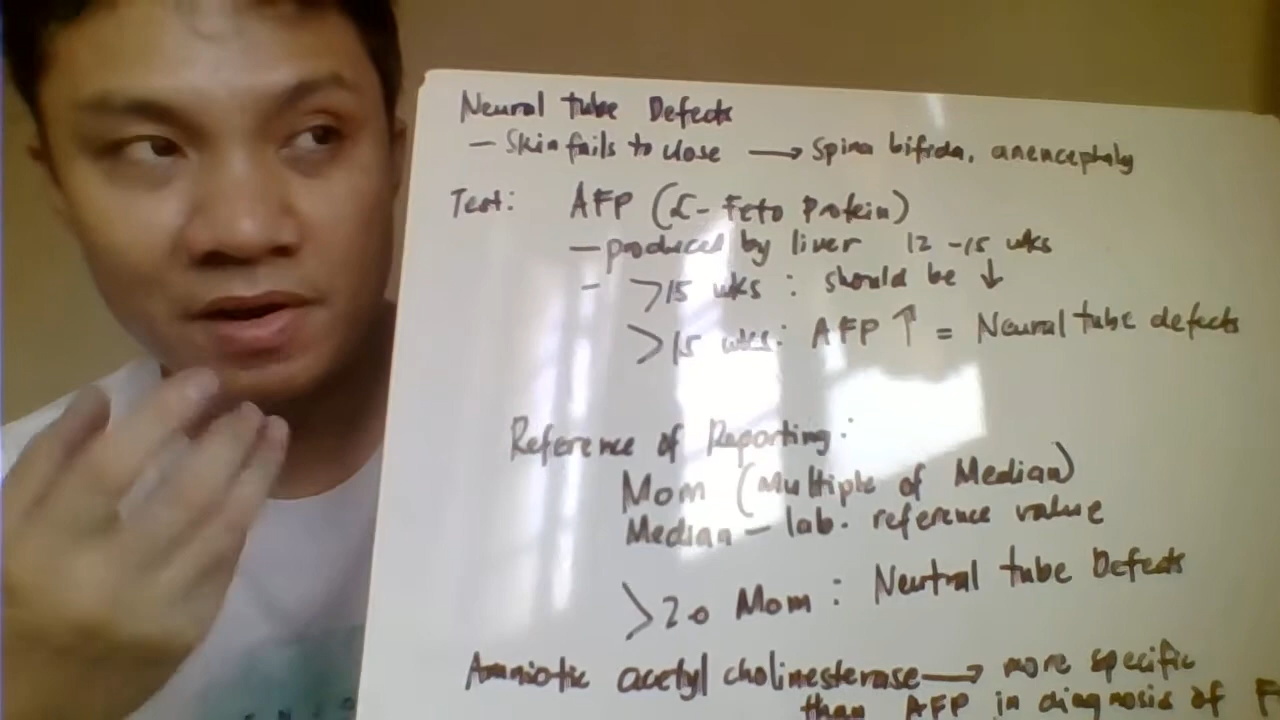 Neural tube Defects
— Skin fails to close → Spina bifida, anencephaly
Test: AFP (α- Feto Protein)
— produced by liver 12 -15 wks
- >15 wks : should be ↓
>15 wks: AFP ↑ = Neural tube defects
Reference of Reporting:
Mom (Multiple of Median)
Median — lab. reference value
>2.0 Mom : Neutral tube Defects
Amniotic acetyl cholinesterase → more specific
than AFP in diagnosis of